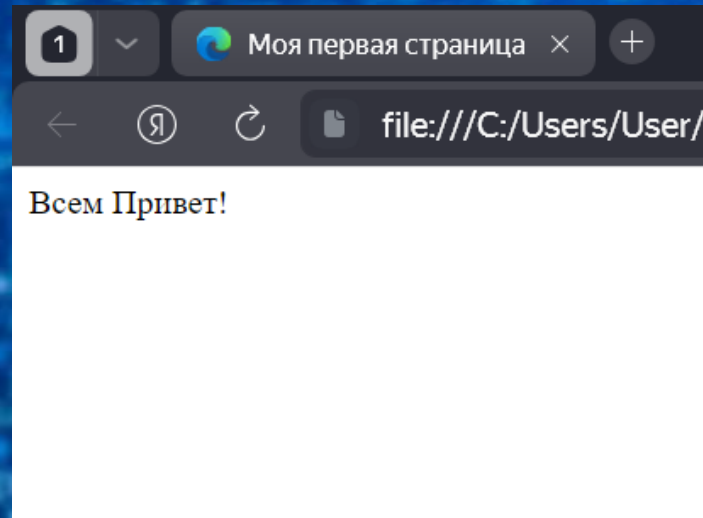 1
Моя первая страница
Я
file:///C:/Users/User/
Всем Привет!